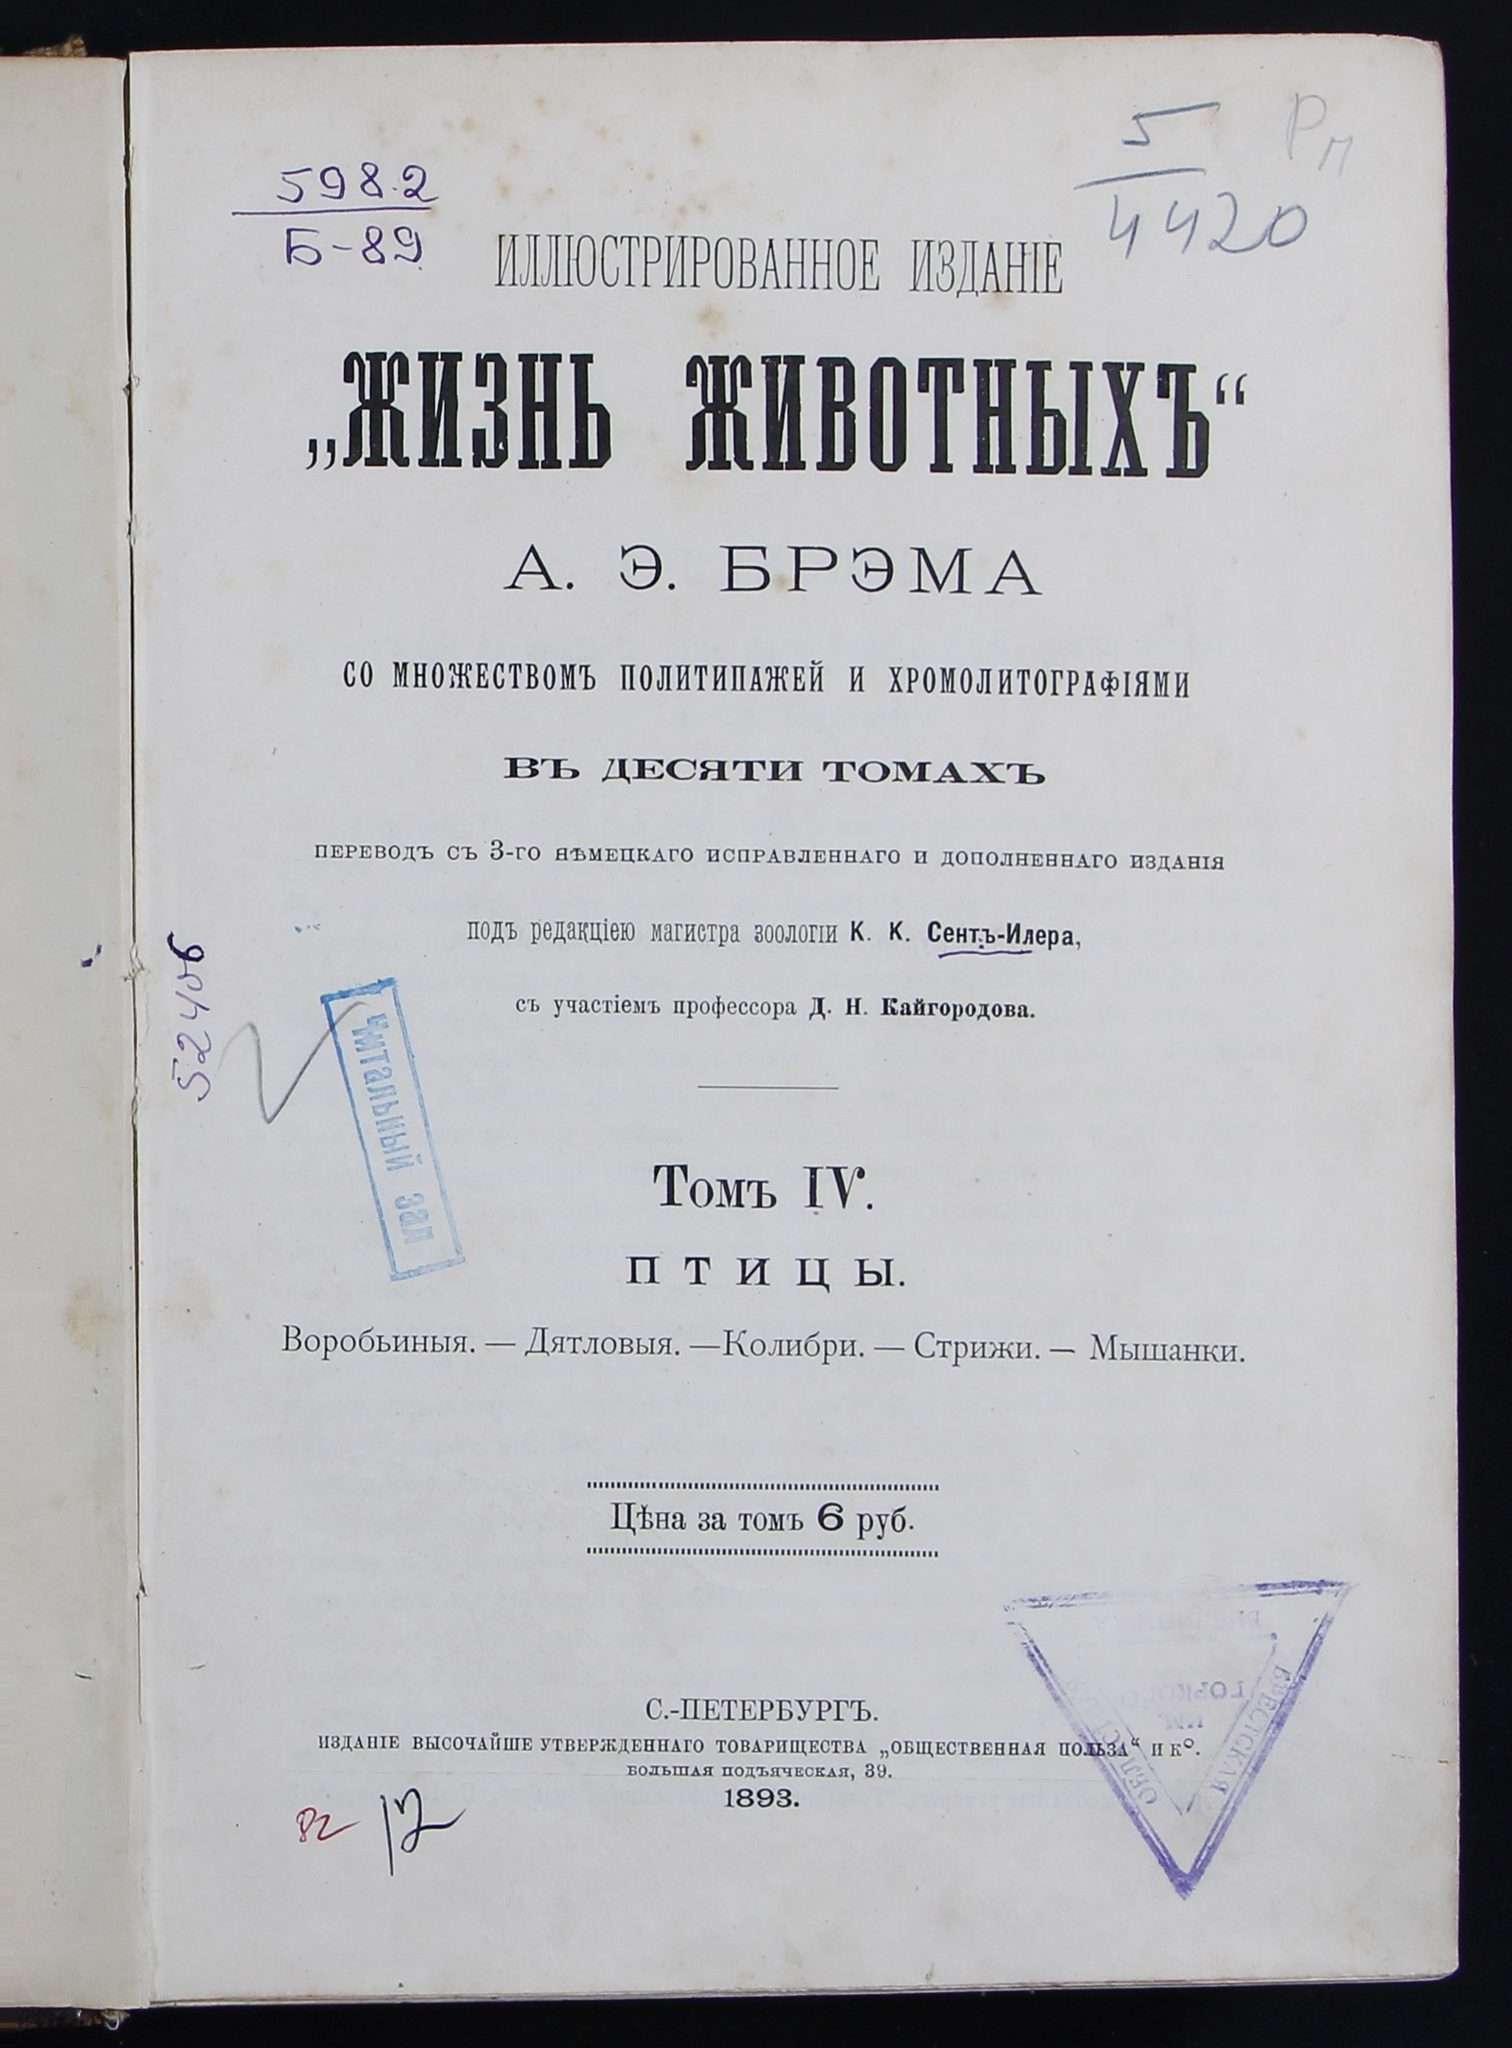 5 Рп
598.2
4420
Б-89
ИЛЛЮСТРИРОВАННОЕ ИЗДАНІЕ
„ЖИЗНЬ ЖИВОТНЫХЪ“
А. Э. БРЭМА
СО МНОЖЕСТВОМЪ ПОЛИТИПАЖЕЙ И ХРОМОЛИТОГРАФІЯМИ
ВЪ ДЕСЯТИ ТОМАХЪ
ПЕРЕВОДЪ СЪ 3-ГО НѢМЕЦКАГО ИСПРАВЛЕННАГО И ДОПОЛНЕННАГО ИЗДАНІЯ
подъ редакціею магистра зоологіи К. К. Сентъ-Илера,
съ участіемъ профессора Д. Н. Кайгородова.
52406
Читальный зал
Томъ IV.
ПТИЦЫ.
Воробьиныя. — Дятловыя. — Колибри. — Стрижи. — Мышанки.
Цѣна за томъ 6 руб.
С.-ПЕТЕРБУРГЪ.
ИЗДАНІЕ ВЫСОЧАЙШЕ УТВЕРЖДЕННАГО ТОВАРИЩЕСТВА „ОБЩЕСТВЕННАЯ ПОЛЬЗА“ И Кº.
БОЛЬШАЯ ПОДЪЯЧЕСКАЯ, 39.
1893.
БРЕСТСКАЯ
12